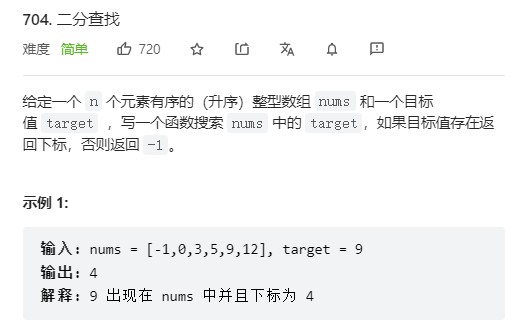 704. 二分查找
难度 简单 720
给定一个 n 个元素有序的（升序）整型数组 nums 和一个目标
值 target ，写一个函数搜索 nums 中的 target，如果目标值存在返
回下标，否则返回 -1。
示例 1:
输入: nums = [-1,0,3,5,9,12], target = 9
输出: 4
解释: 9 出现在 nums 中并且下标为 4